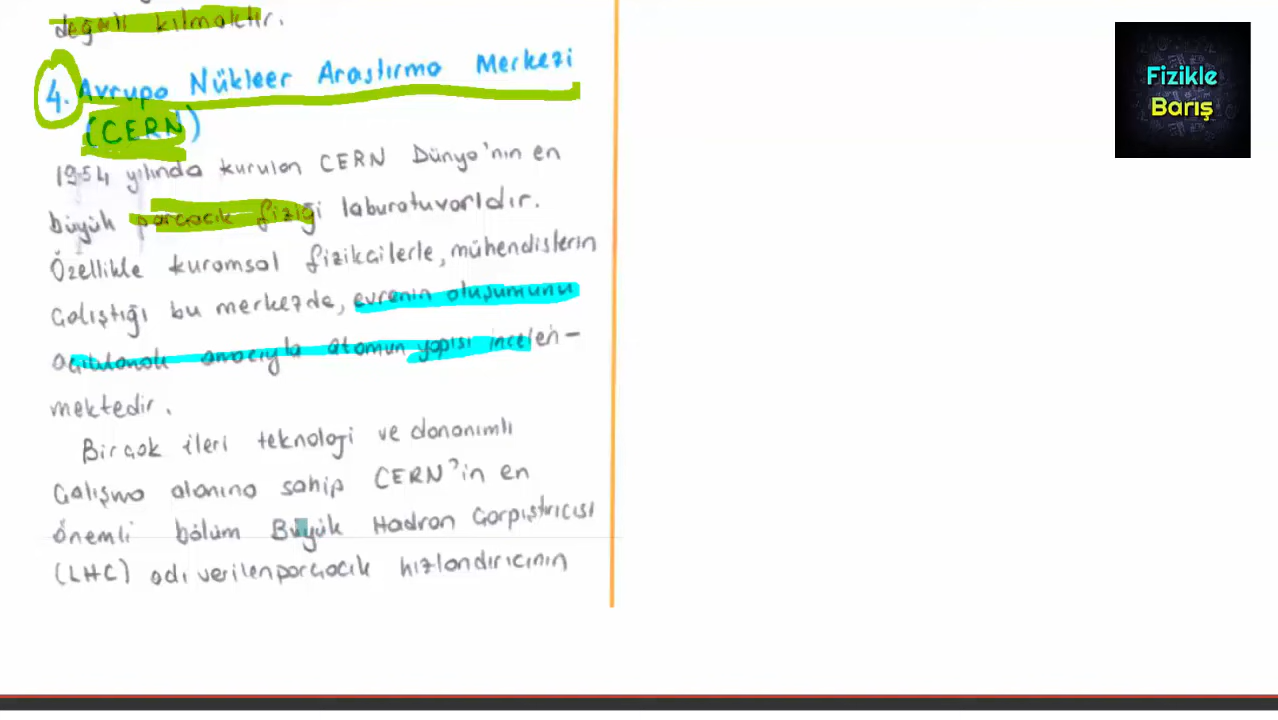 değerli kılmaktır.
4. Avrupa Nükleer Araştırma Merkezi
(CERN)
1954 yılında kurulan CERN Dünya'nın en
büyük parçacık fiziği laburatuvarldır.
Özellikle kuramsal fizikçilerle, mühendislerin
çalıştığı bu merkezde, evrenin oluşumunu
açıklamak amacıyla atomun yapısı incelen-
mektedir.
Birçok ileri teknoloji ve donanımlı
çalışma alanına sahip CERN'in en
önemli bölüm Büyük Hadron Çarpıştırıcısı
(LHC) adı verilen parçacık hızlandırıcının
Fizikle
Barış